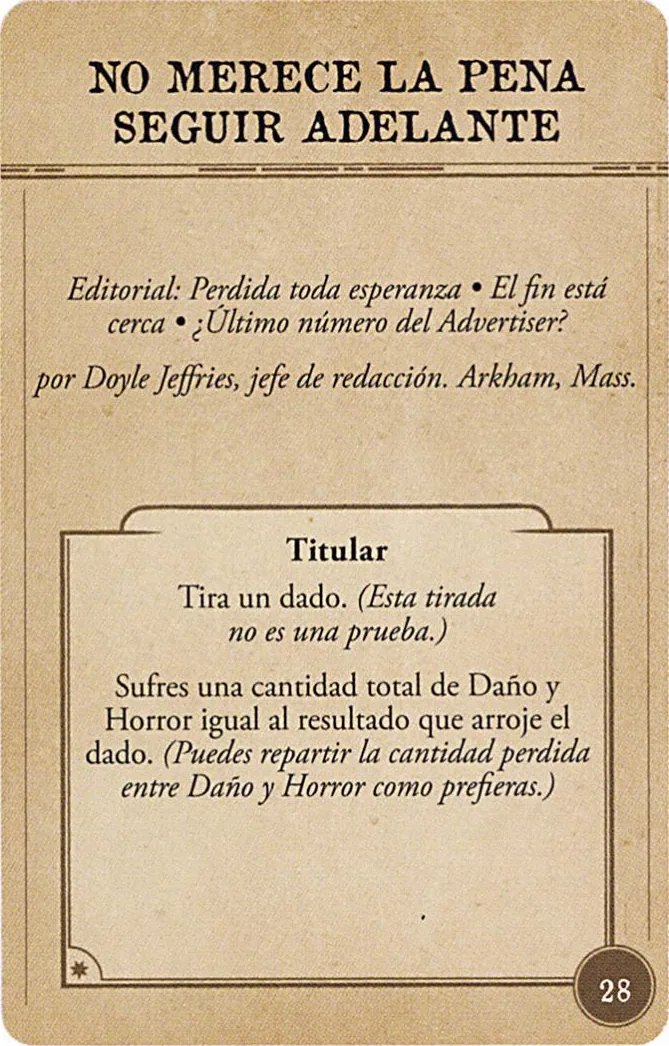 NO MERECE LA PENA
SEGUIR ADELANTE
Editorial: Perdida toda esperanza • El fin está
cerca • ¿Último número del Advertiser?
por Doyle Jeffries, jefe de redacción. Arkham, Mass.
Titular
Tira un dado. (Esta tirada
no es una prueba.)
Sufres una cantidad total de Daño y
Horror igual al resultado que arroje el
dado. (Puedes repartir la cantidad perdida
entre Daño y Horror como prefieras.)
28